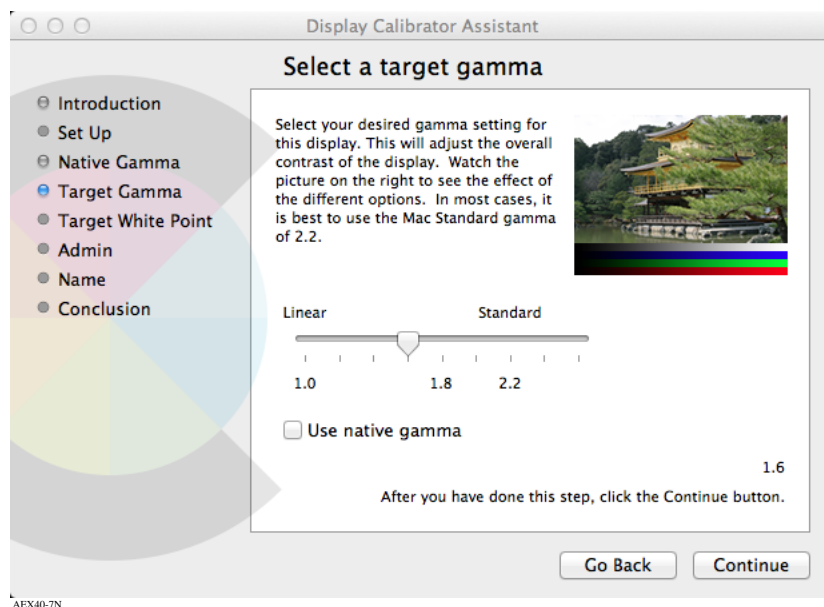 Display Calibrator Assistant
Select a target gamma
Introduction
Set Up
Native Gamma
Target Gamma
Target White Point
Admin
Name
Conclusion
Select your desired gamma setting for
this display. This will adjust the overall
contrast of the display. Watch the
picture on the right to see the effect of
the different options. In most cases, it
is best to use the Mac Standard gamma
of 2.2.
Linear Standard
1.0 1.8 2.2
Use native gamma
1.6
After you have done this step, click the Continue button.
Go Back Continue
AEX40-7N